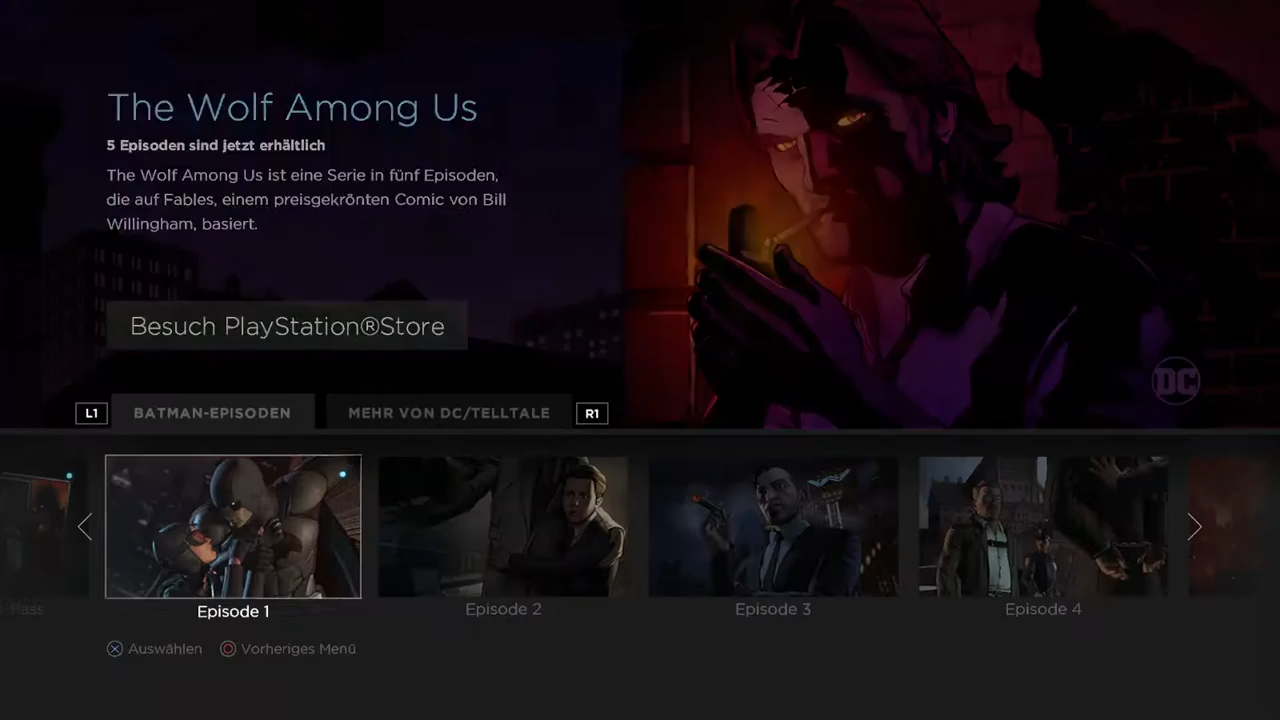 The Wolf Among Us
5 Episoden sind jetzt erhältlich
The Wolf Among Us ist eine Serie in fünf Episoden,
die auf Fables, einem preisgekrönten Comic von Bill
Willingham, basiert.
Besuch PlayStation®Store
DC
L1 BATMAN-EPISODEN MEHR VON DC/TELLTALE R1
Episode 1 Episode 2 Episode 3 Episode 4
Auswählen Vorheriges Menü